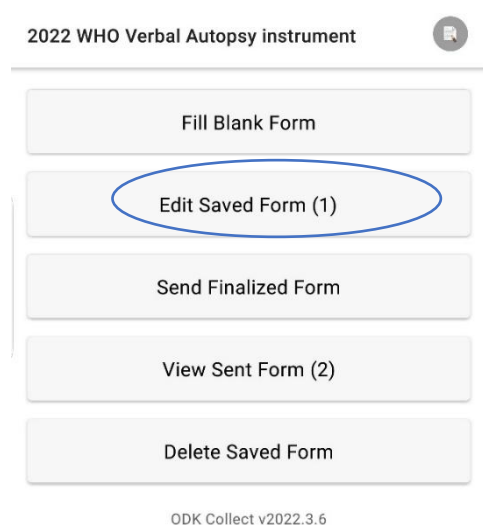 2022 WHO Verbal Autopsy instrument
Fill Blank Form
Edit Saved Form (1)
Send Finalized Form
View Sent Form (2)
Delete Saved Form
ODK Collect v2022.3.6